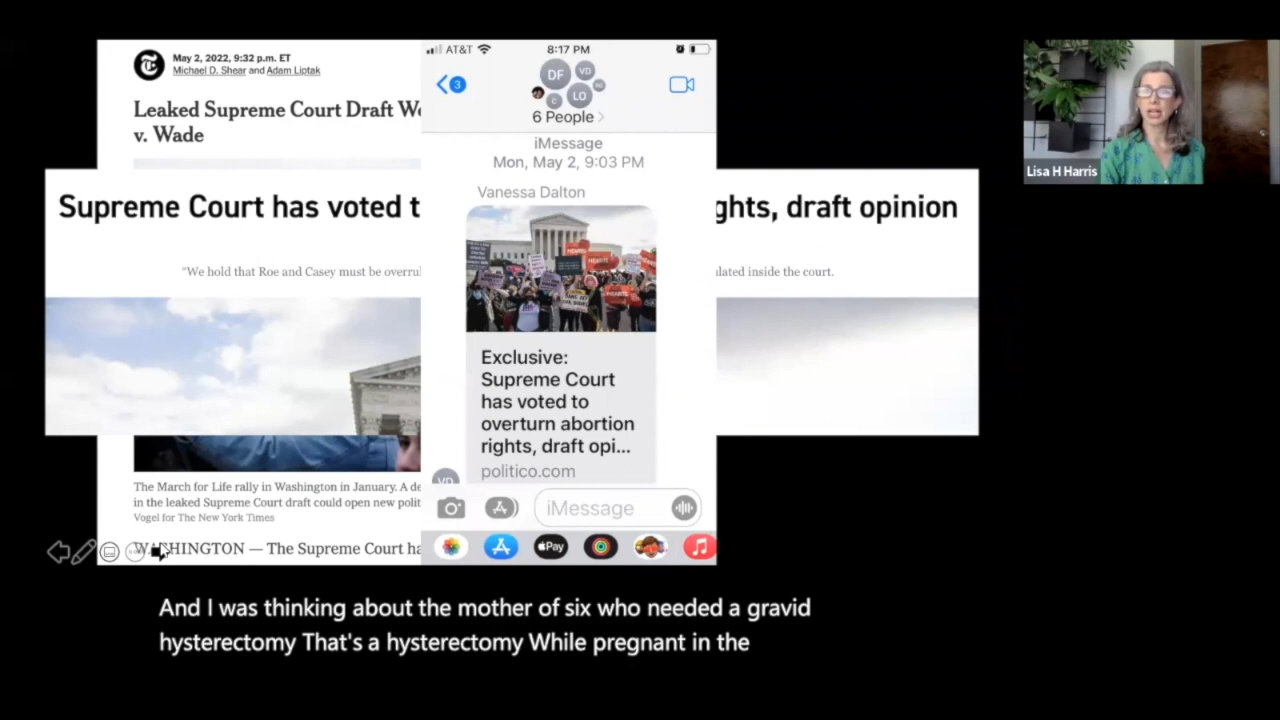 May 2, 2022, 9:32 p.m. ET
Michael D. Shear and Adam Liptak
Leaked Supreme Court Draft Wo
v. Wade
Supreme Court has voted t
ghts, draft opinion
"We hold that Roe and Casey must be overrul
lated inside the court.
The March for Life rally in Washington in January. A de
in the leaked Supreme Court draft could open new polit
Vogel for The New York Times
WASHINGTON — The Supreme Court ha
AT&T
8:17 PM
3
DF
VD
LO
C
6 People
iMessage
Mon, May 2, 9:03 PM
Vanessa Dalton
Exclusive:
Supreme Court
has voted to
overturn abortion
rights, draft opi...
politico.com
VD
iMessage
Pay
Lisa H Harris
And I was thinking about the mother of six who needed a gravid
hysterectomy That's a hysterectomy While pregnant in the